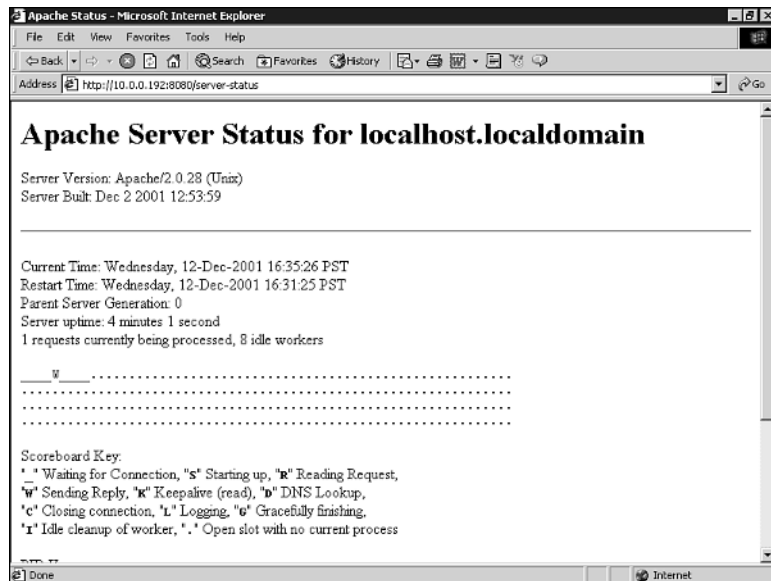 Apache Status - Microsoft Internet Explorer
File Edit View Favorites Tools Help
Back Search Favorites History
Address http://10.0.0.192:8080/server-status Go
Apache Server Status for localhost.localdomain
Server Version: Apache/2.0.28 (Unix)
Server Built: Dec 2 2001 12:53:59
Current Time: Wednesday, 12-Dec-2001 16:35:26 PST
Restart Time: Wednesday, 12-Dec-2001 16:31:25 PST
Parent Server Generation: 0
Server uptime: 4 minutes 1 second
1 requests currently being processed, 8 idle workers
____W____.......................................................
................................................................
................................................................
................................................................
Scoreboard Key:
"_" Waiting for Connection, "S" Starting up, "R" Reading Request,
"W" Sending Reply, "K" Keepalive (read), "D" DNS Lookup,
"C" Closing connection, "L" Logging, "G" Gracefully finishing,
"I" Idle cleanup of worker, "." Open slot with no current process
Done Internet